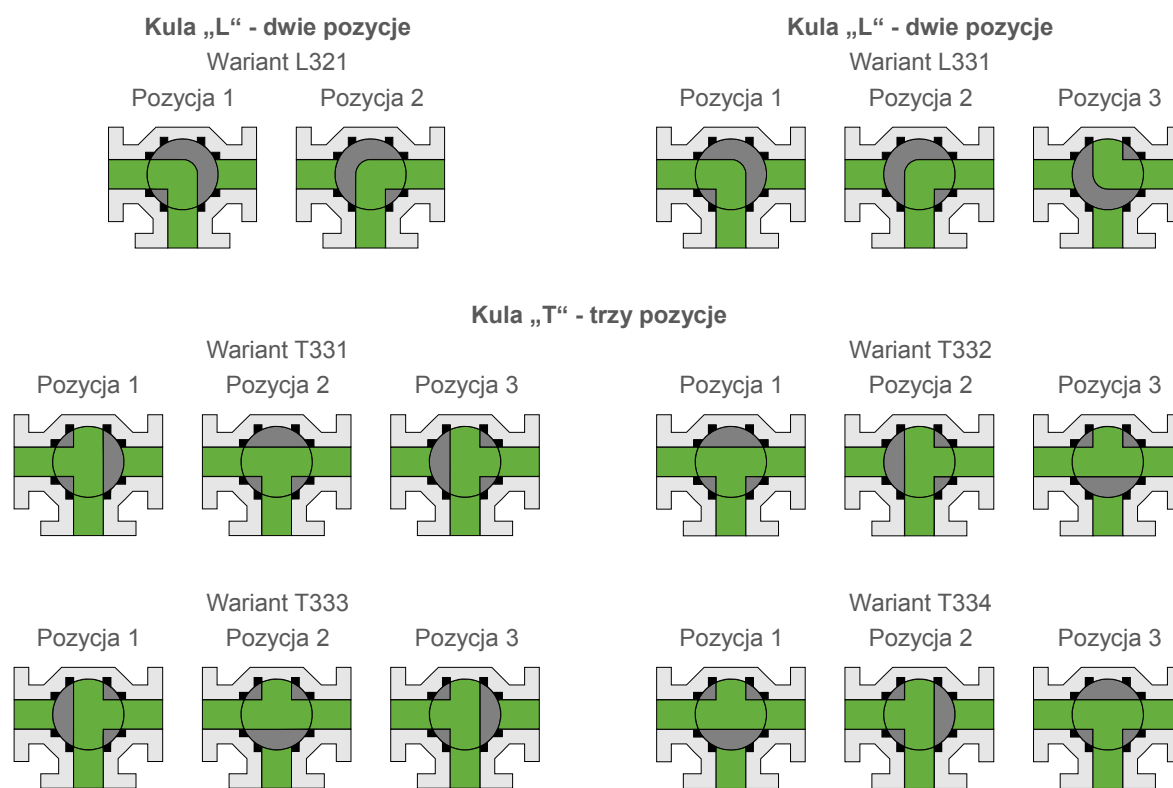 Kula „L“ - dwie pozycje
Wariant L321
Pozycja 1 Pozycja 2
Kula „L“ - dwie pozycje
Wariant L331
Pozycja 1 Pozycja 2 Pozycja 3
Kula „T“ - trzy pozycje
Wariant T331
Pozycja 1 Pozycja 2 Pozycja 3
Wariant T332
Pozycja 1 Pozycja 2 Pozycja 3
Wariant T333
Pozycja 1 Pozycja 2 Pozycja 3
Wariant T334
Pozycja 1 Pozycja 2 Pozycja 3